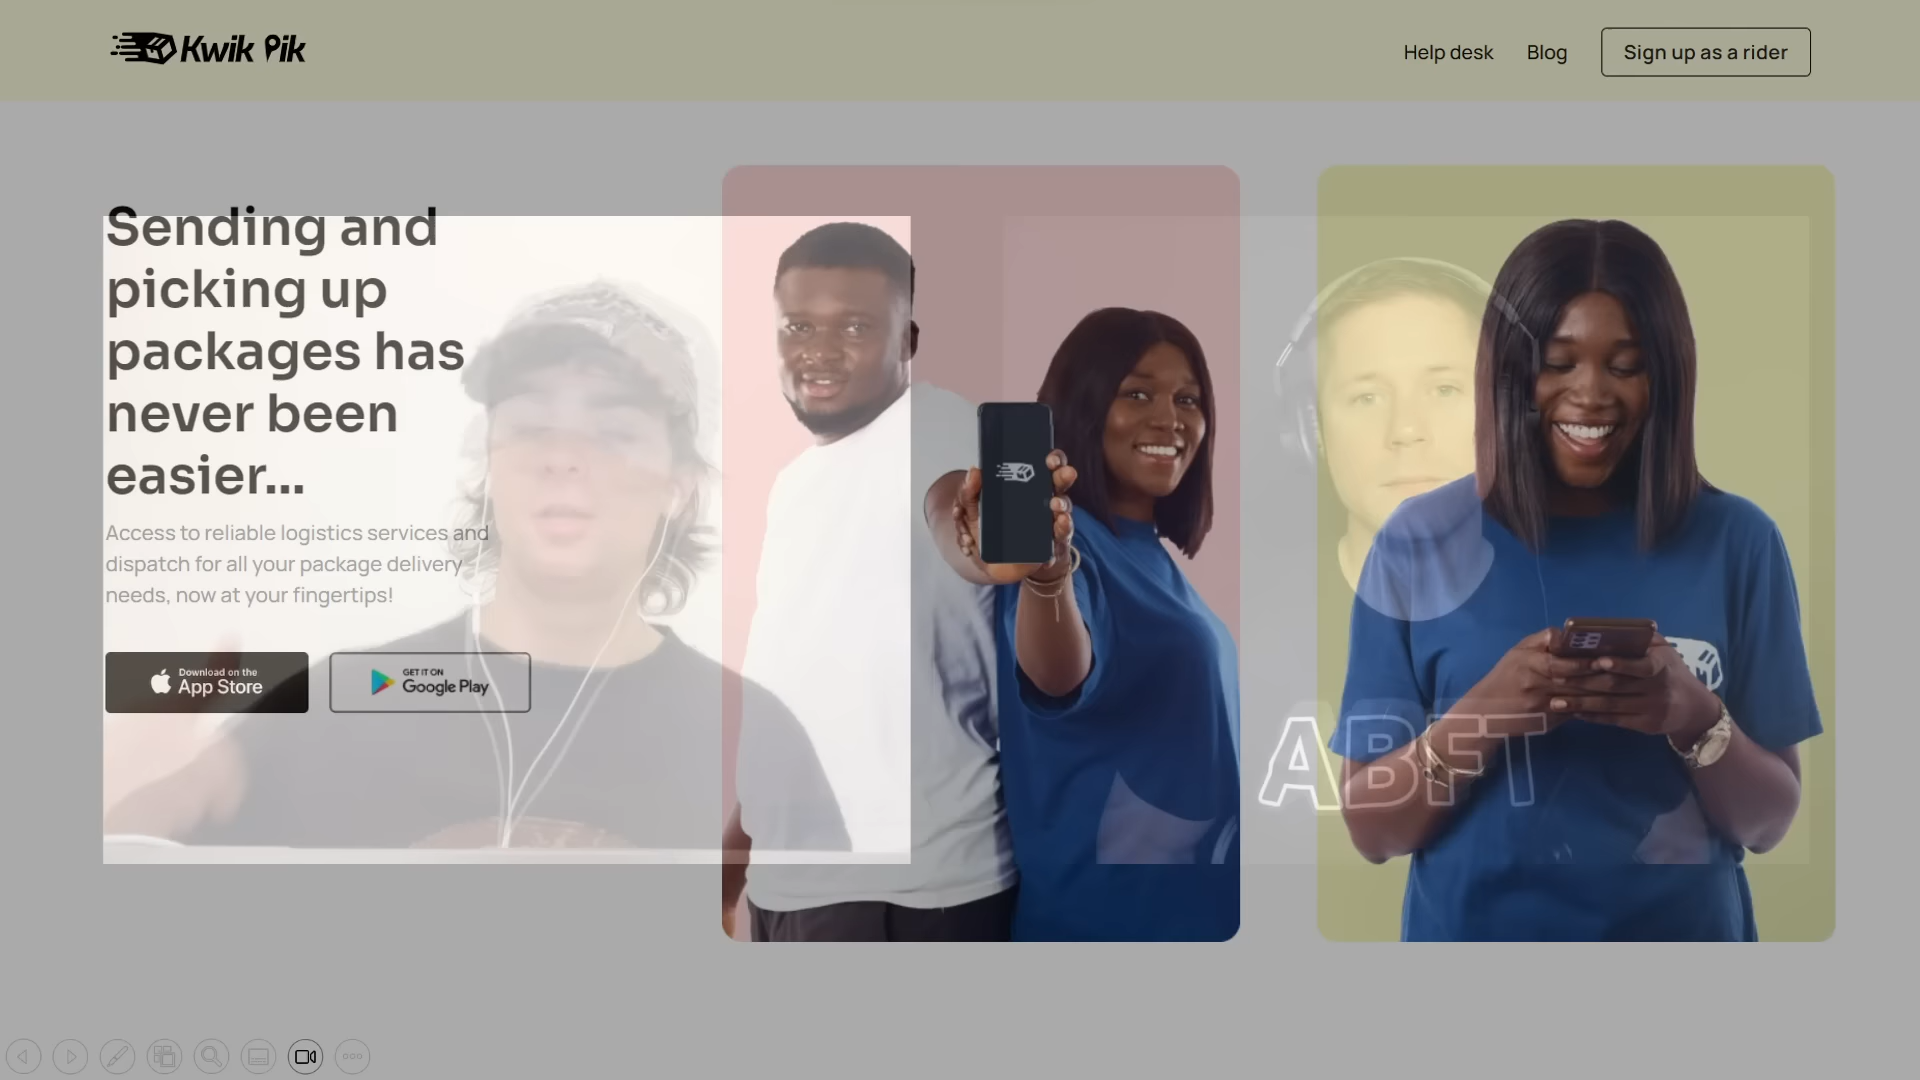 Kwik Pik
Help desk
Blog
Sign up as a rider
Sending and
picking up
packages has
never been
easier...
Access to reliable logistics services and
dispatch for all your package delivery
needs, now at your fingertips!
Download on the
App Store
GET IT ON
Google Play
ABFT